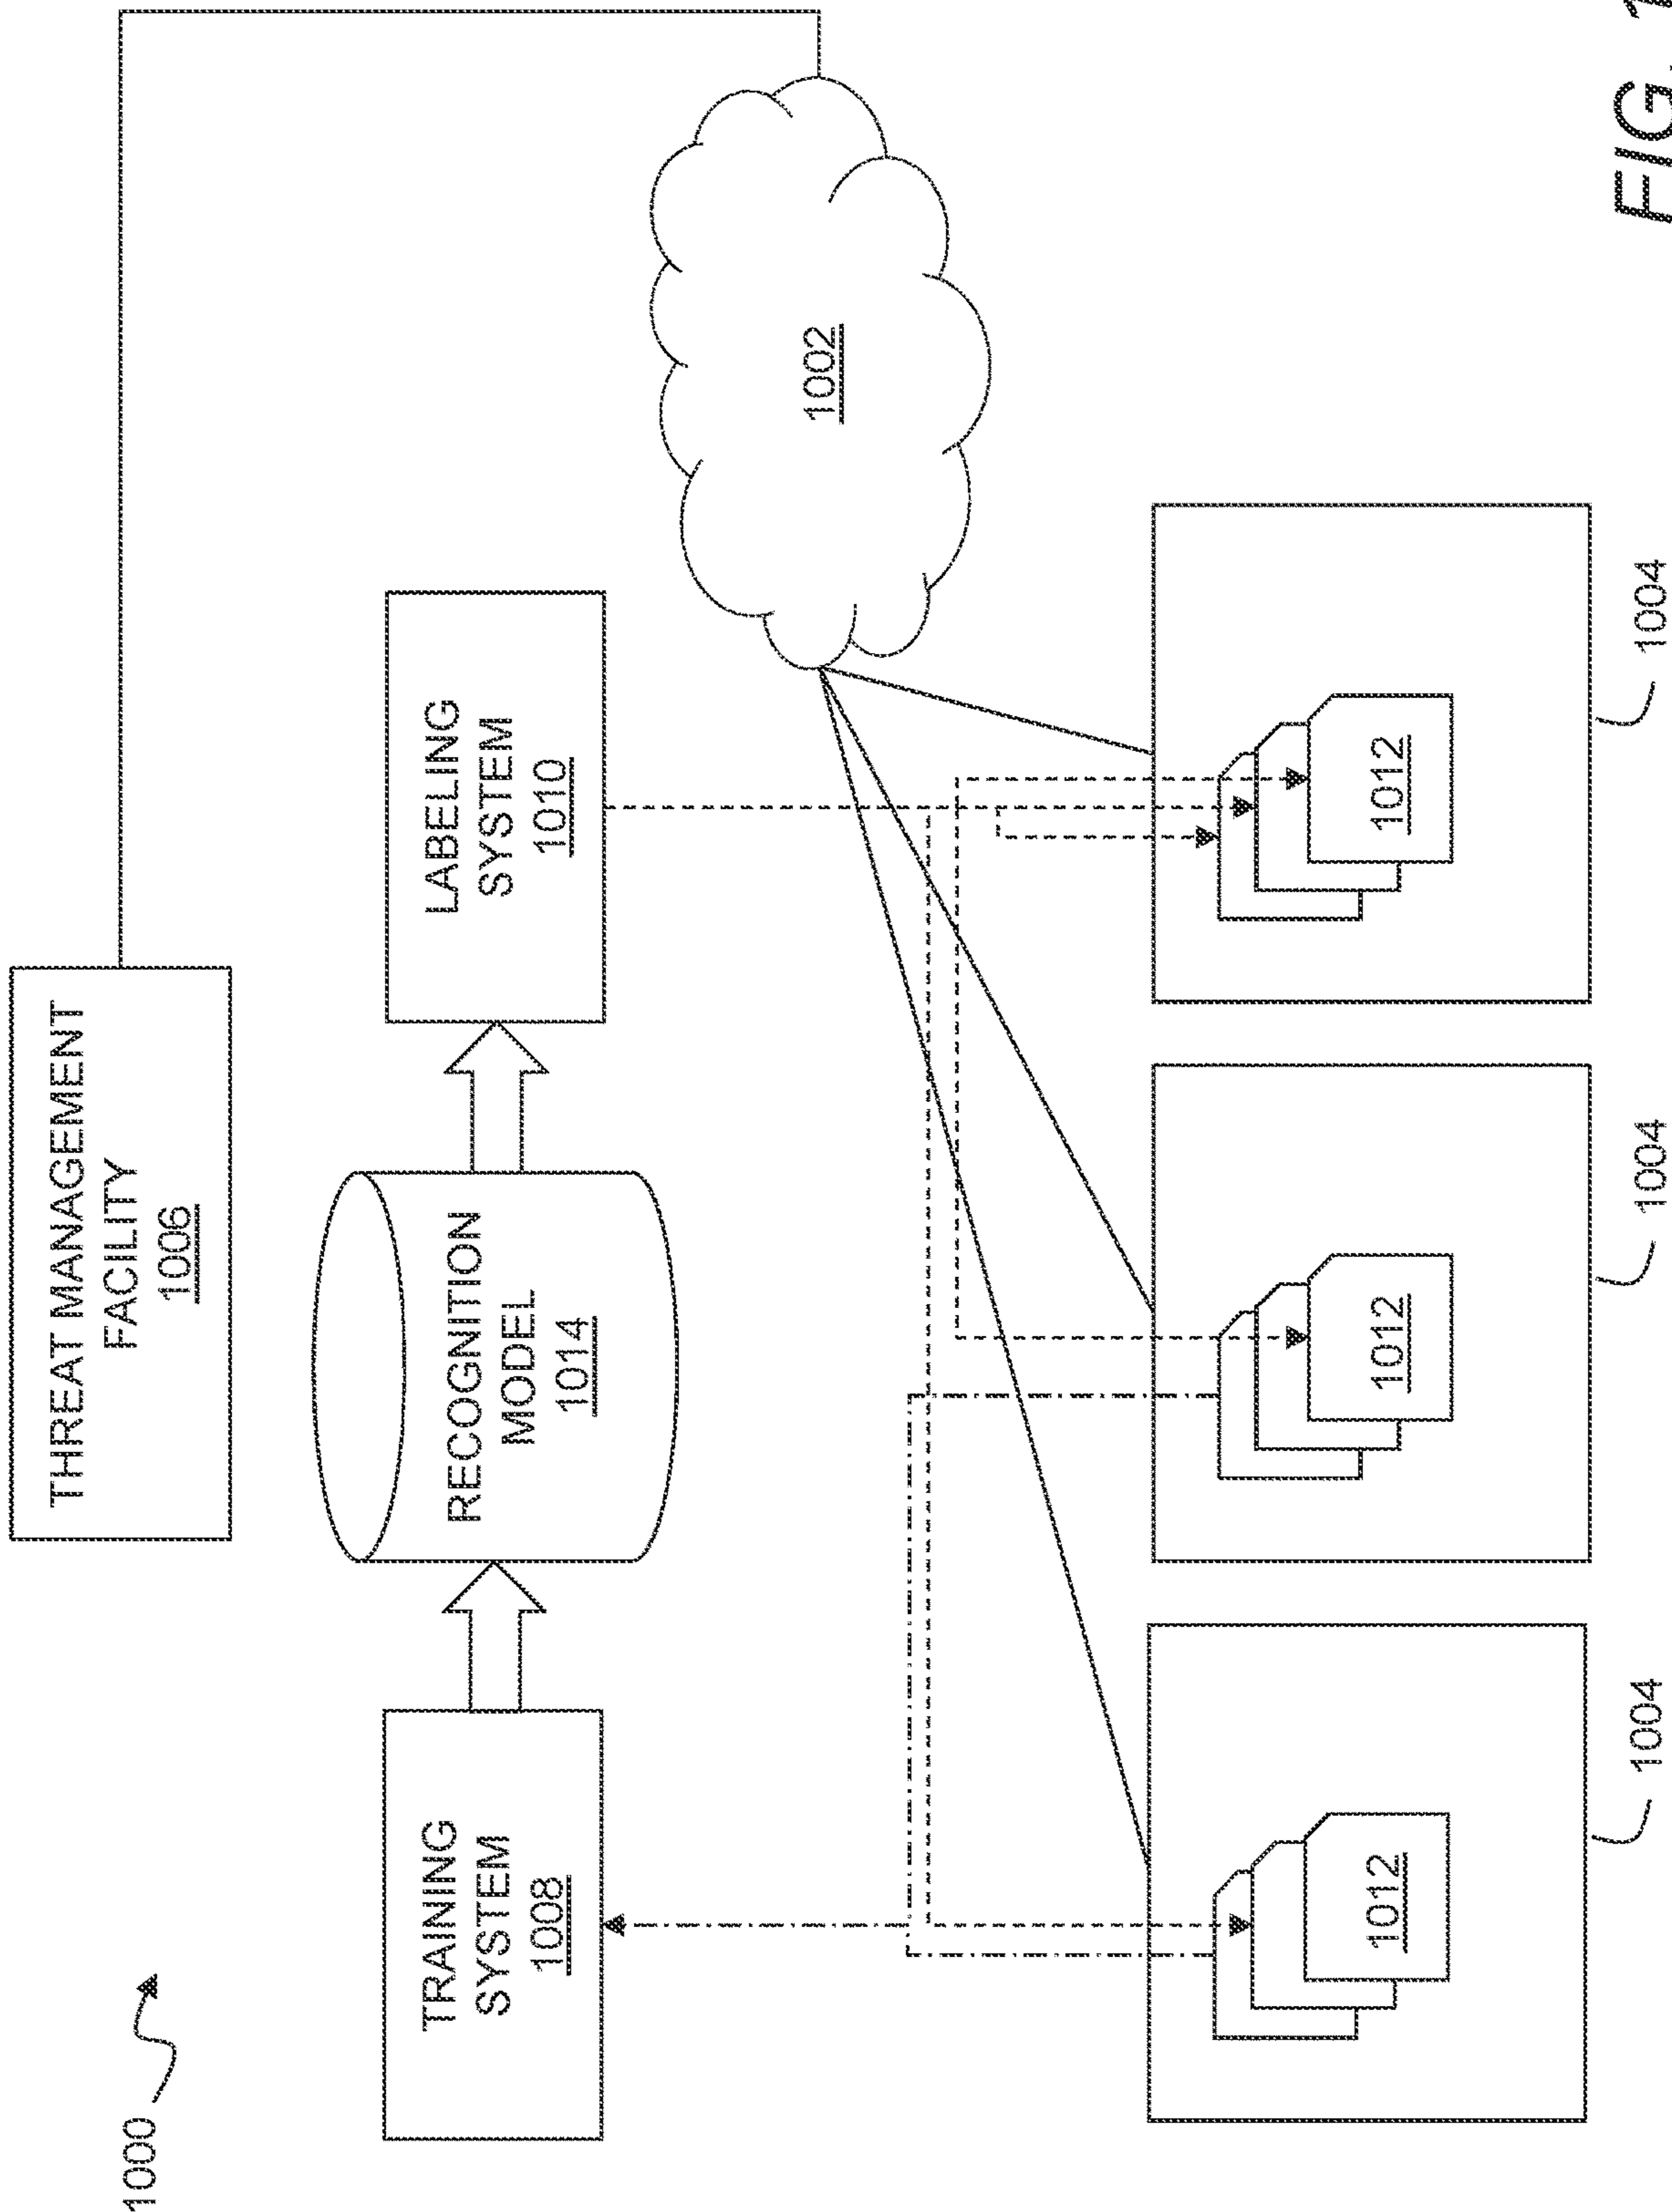 1000
THREAT MANAGEMENT
FACILITY
1006
TRAINING
SYSTEM
1008
RECOGNITION
MODEL
1014
LABELING
SYSTEM
1010
1002
1012
1012
1012
1004
1004
1004
FIG.